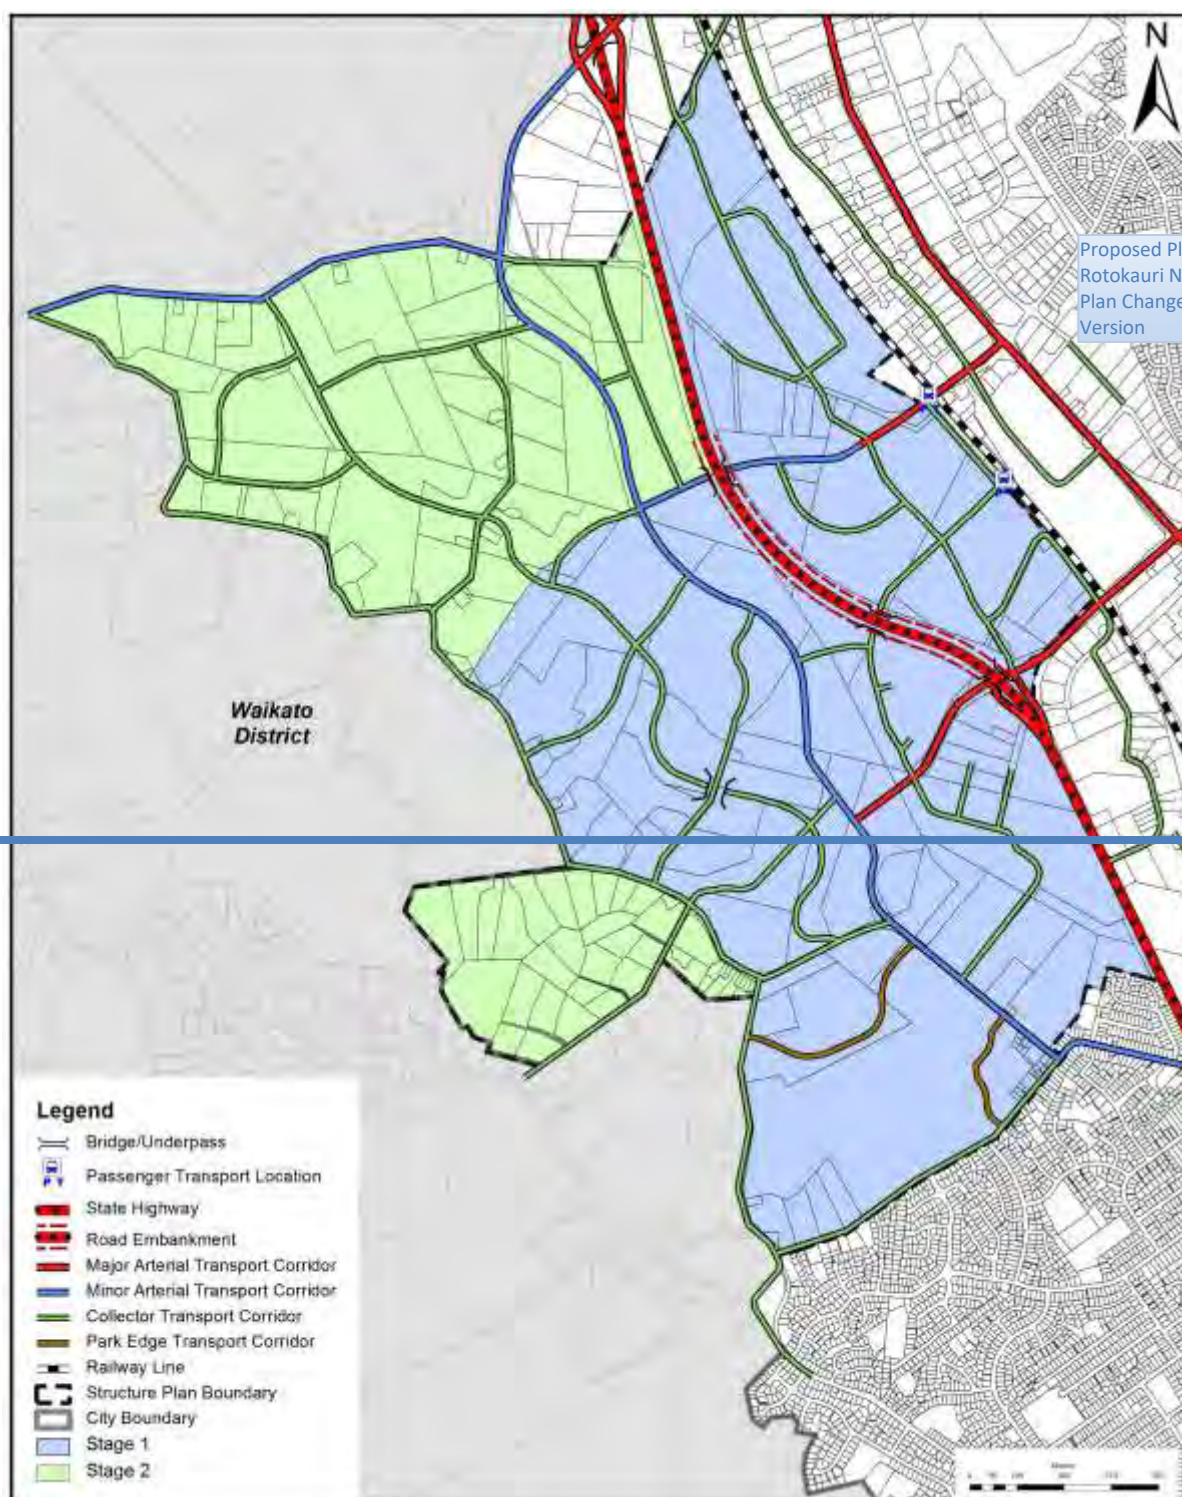 N
Proposed Pl
Rotokauri N
Plan Change
Version
Waikato
District
Legend
Bridge/Underpass
Passenger Transport Location
State Highway
Road Embankment
Major Arterial Transport Corridor
Minor Arterial Transport Corridor
Collector Transport Corridor
Park Edge Transport Corridor
Railway Line
Structure Plan Boundary
City Boundary
Stage 1
Stage 2